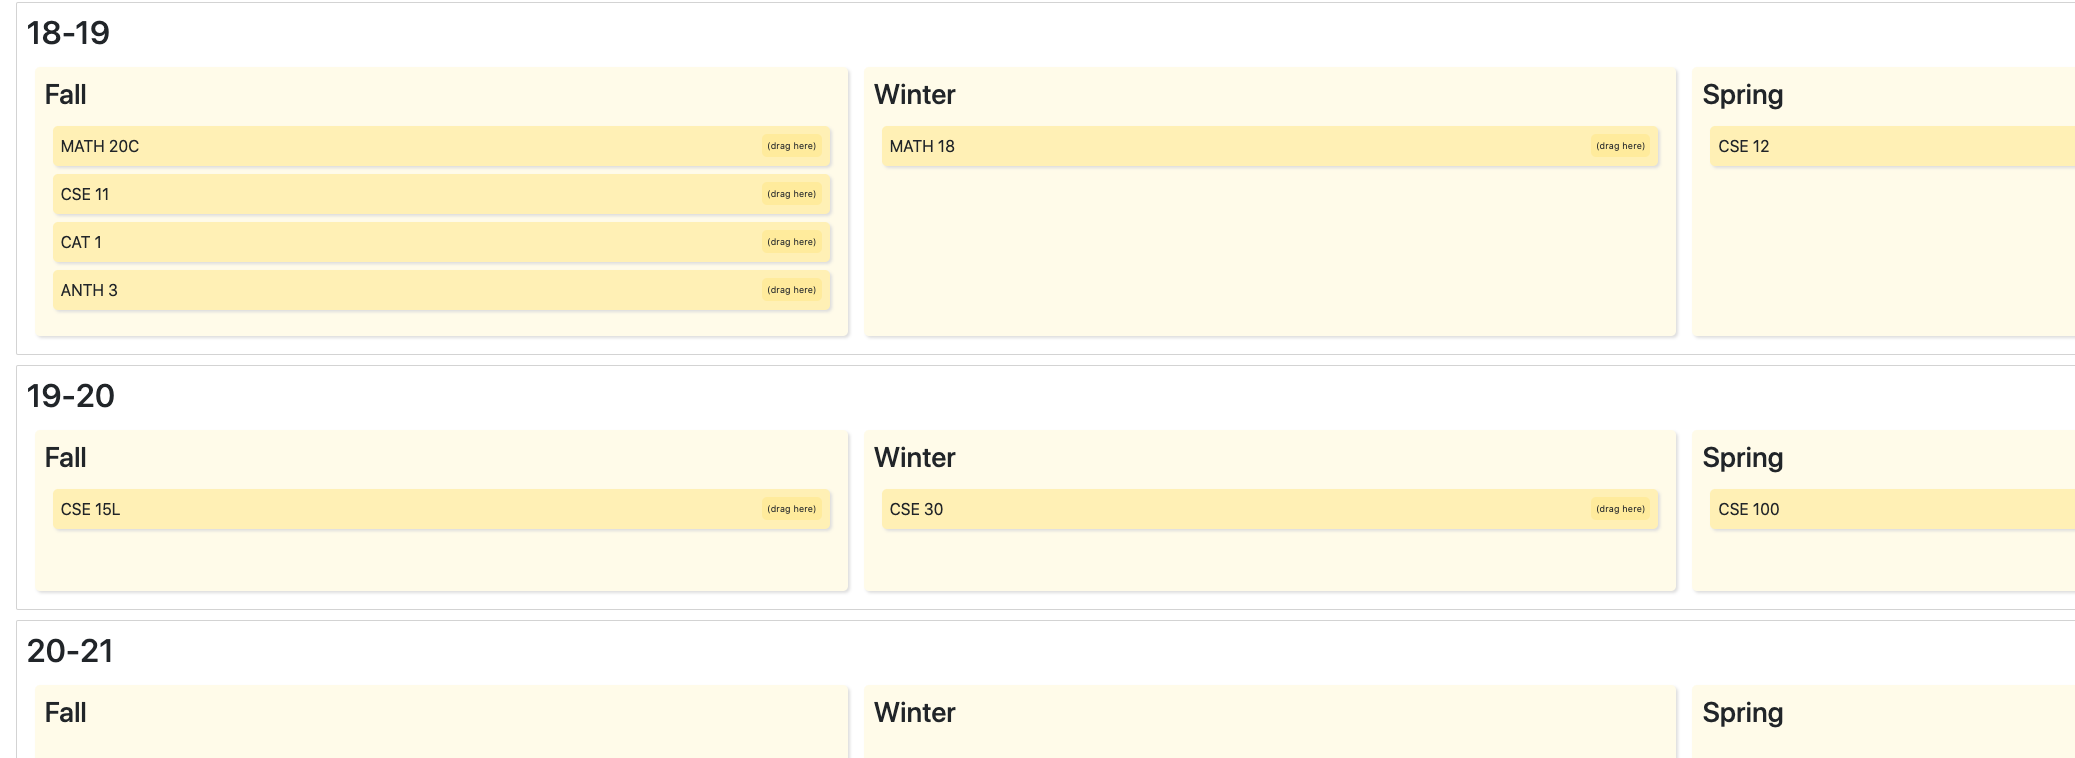 18-19
Fall
MATH 20C (drag here)
CSE 11 (drag here)
CAT 1 (drag here)
ANTH 3 (drag here)
Winter
MATH 18 (drag here)
Spring
CSE 12
19-20
Fall
CSE 15L (drag here)
Winter
CSE 30 (drag here)
Spring
CSE 100
20-21
Fall
Winter
Spring